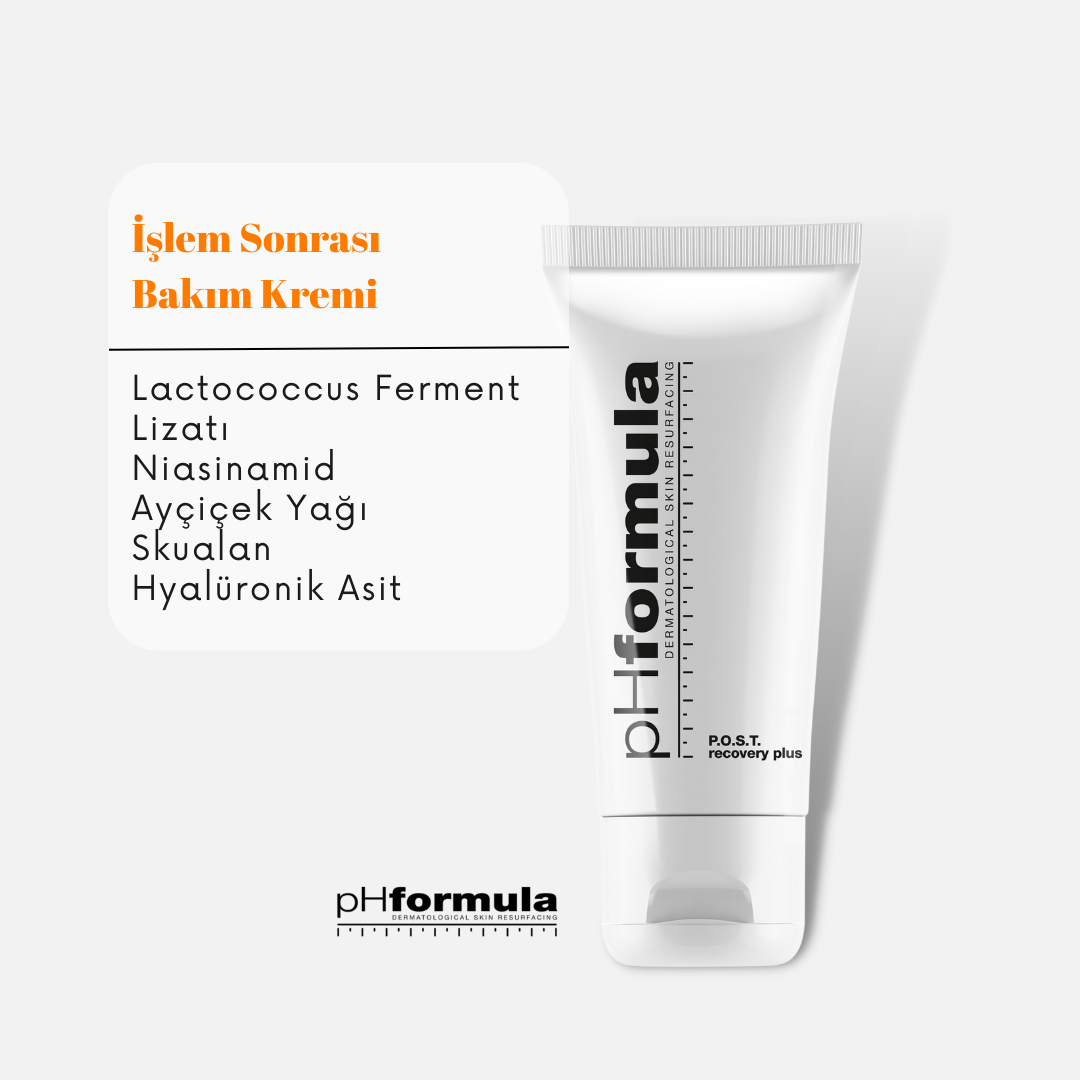 İşlem Sonrası
Bakım Kremi
Lactococcus Ferment
Lizatı
Niasinamid
Ayçiçek Yağı
Skualan
Hyalüronik Asit
pHformula
DERMATOLOGICAL SKIN RESURFACING
P.O.S.T.
recovery plus
pHformula
DERMATOLOGICAL SKIN RESURFACING